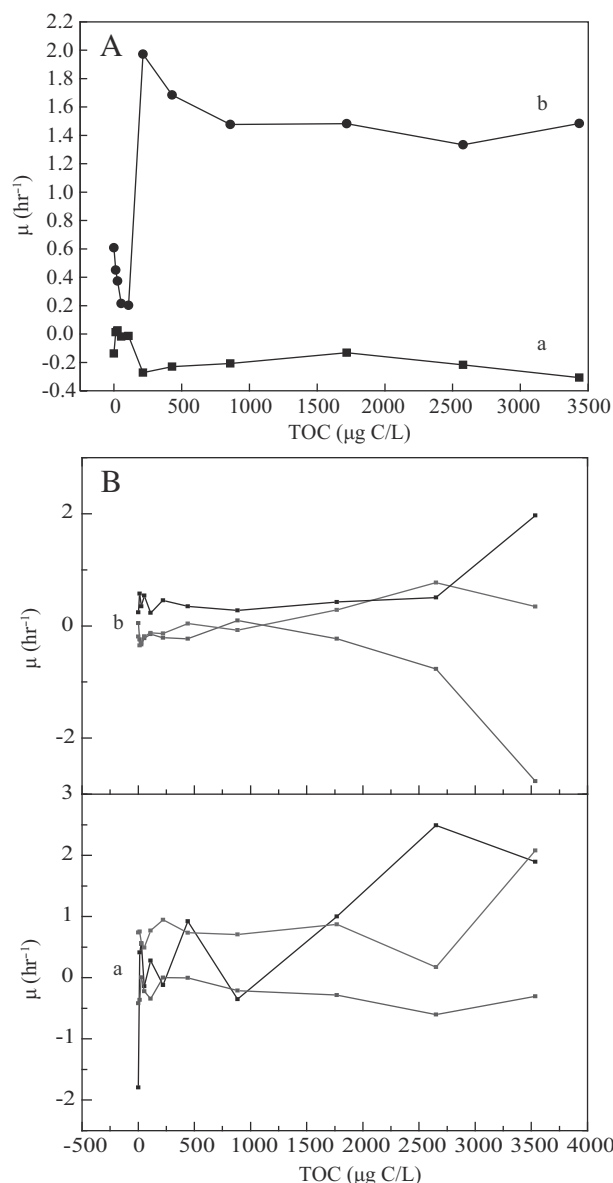 A
2.2
2.0
1.8
1.6
1.4
1.2
1.0
0.8
0.6
0.4
0.2
0.0
-0.2
-0.4
μ (hr⁻¹)
b
a
0 500 1000 1500 2000 2500 3000 3500
TOC (μg C/L)
B
2
0
-2
μ (hr⁻¹)
b
3
2
1
0
-1
-2
μ (hr⁻¹)
a
-500 0 500 1000 1500 2000 2500 3000 3500 4000
TOC (μg C/L)